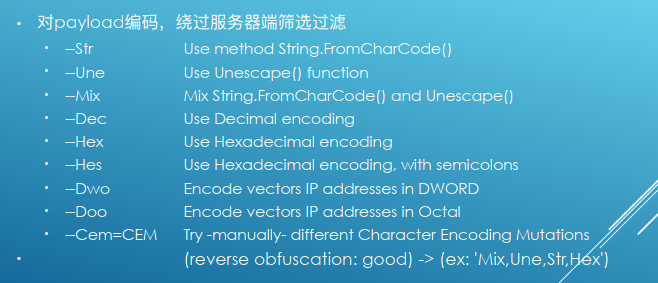 对payload编码，绕过服务器端筛选过滤
--Str Use method String.FromCharCode()
--Une Use Unescape() function
--Mix Mix String.FromCharCode() and Unescape()
--Dec Use Decimal encoding
--Hex Use Hexadecimal encoding
--Hes Use Hexadecimal encoding, with semicolons
--Dwo Encode vectors IP addresses in DWORD
--Doo Encode vectors IP addresses in Octal
--Cem=CEM Try -manually- different Character Encoding Mutations
(reverse obfuscation: good) -> (ex: 'Mix,Une,Str,Hex')